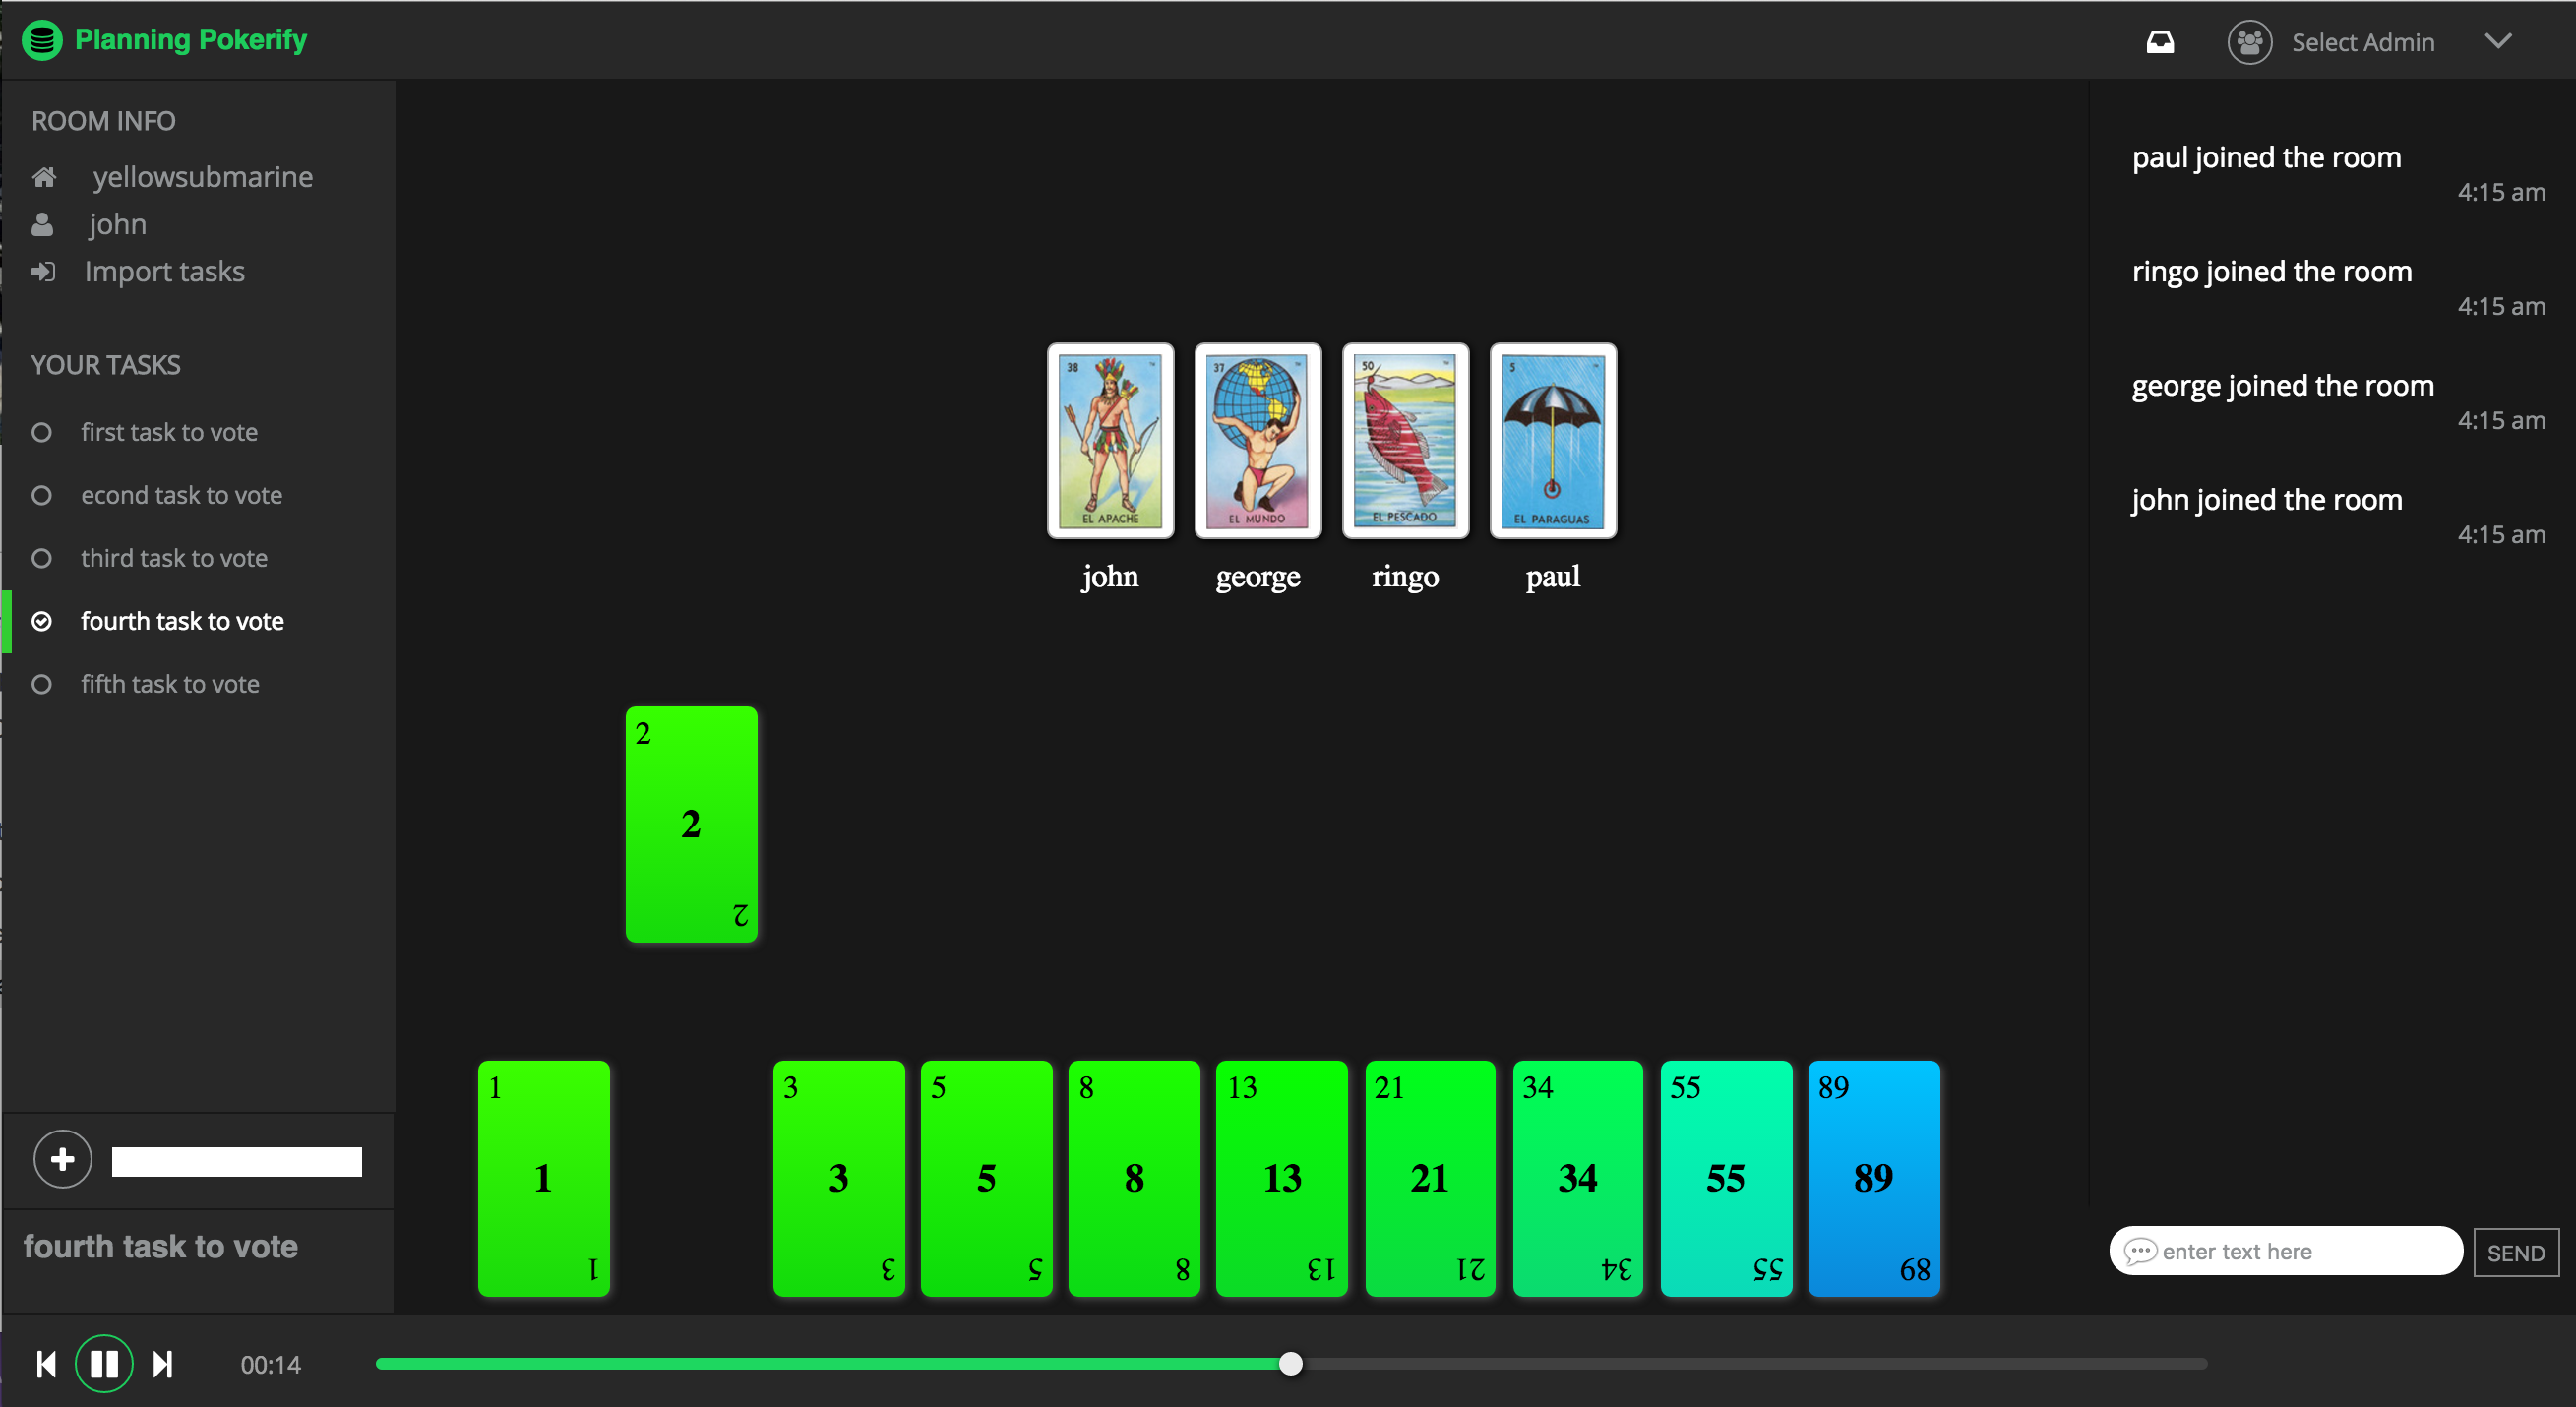 Planning Pokerify
Select Admin
ROOM INFO
yellowsubmarine
john
Import tasks
YOUR TASKS
first task to vote
econd task to vote
third task to vote
fourth task to vote
fifth task to vote
fourth task to vote
00:14
38 ™
EL APACHE
37 ™
EL MUNDO
50 ™
EL PESCADO
5 ™
EL PARAGUAS
john
george
ringo
paul
2
2
2
1
1
1
3
3
3
5
5
5
8
8
8
13
13
13
21
21
21
34
34
34
55
55
55
89
89
89
paul joined the room
4:15 am
ringo joined the room
4:15 am
george joined the room
4:15 am
john joined the room
4:15 am
enter text here
SEND